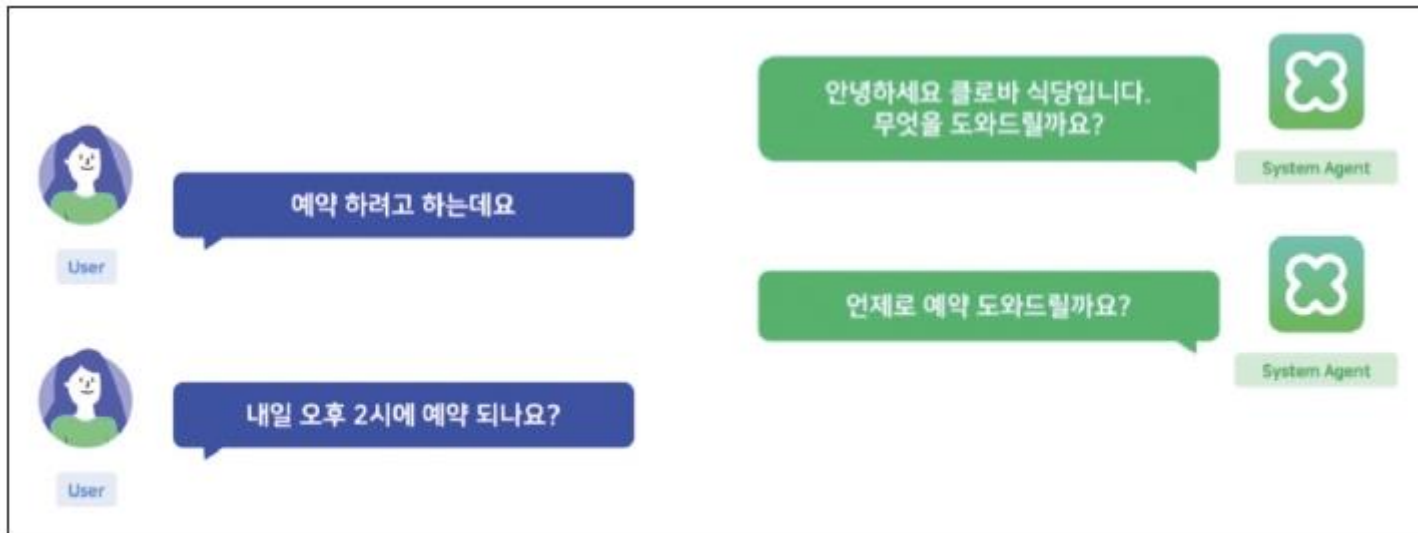 안녕하세요 클로바 식당입니다.
무엇을 도와드릴까요?
System Agent
예약 하려고 하는데요
User
언제로 예약 도와드릴까요?
System Agent
내일 오후 2시에 예약 되나요?
User